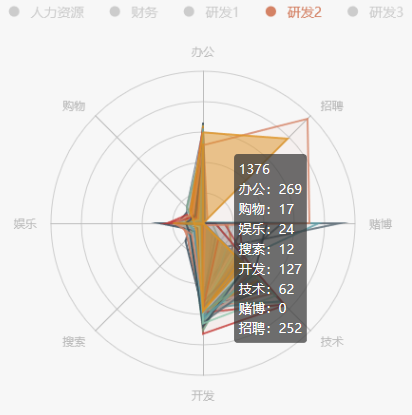 人力资源 财务 研发1 研发2 研发3
办公
购物 招聘
1376
办公: 269
购物: 17
娱乐 赌博
娱乐: 24
搜索: 12
开发: 127
技术: 62
赌博: 0
招聘: 252
搜索 技术
开发